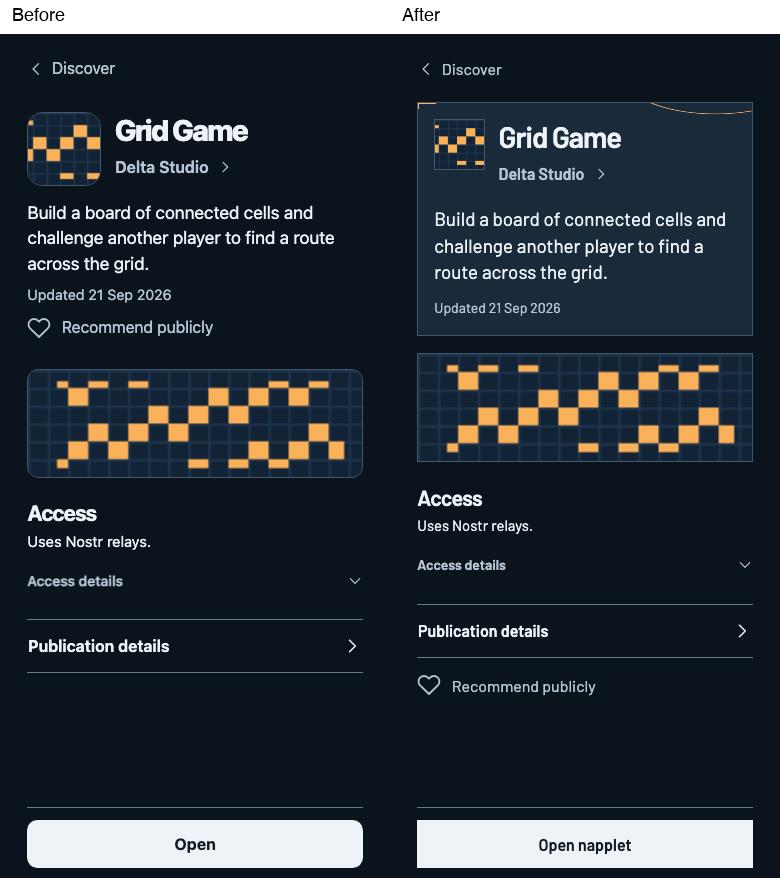 Before
Discover
Grid Game
Delta Studio
Build a board of connected cells and
challenge another player to find a route
across the grid.
Updated 21 Sep 2026
Recommend publicly
Access
Uses Nostr relays.
Access details
Publication details
Open
After
Discover
Grid Game
Delta Studio
Build a board of connected cells and
challenge another player to find a
route across the grid.
Updated 21 Sep 2026
Access
Uses Nostr relays.
Access details
Publication details
Recommend publicly
Open napplet